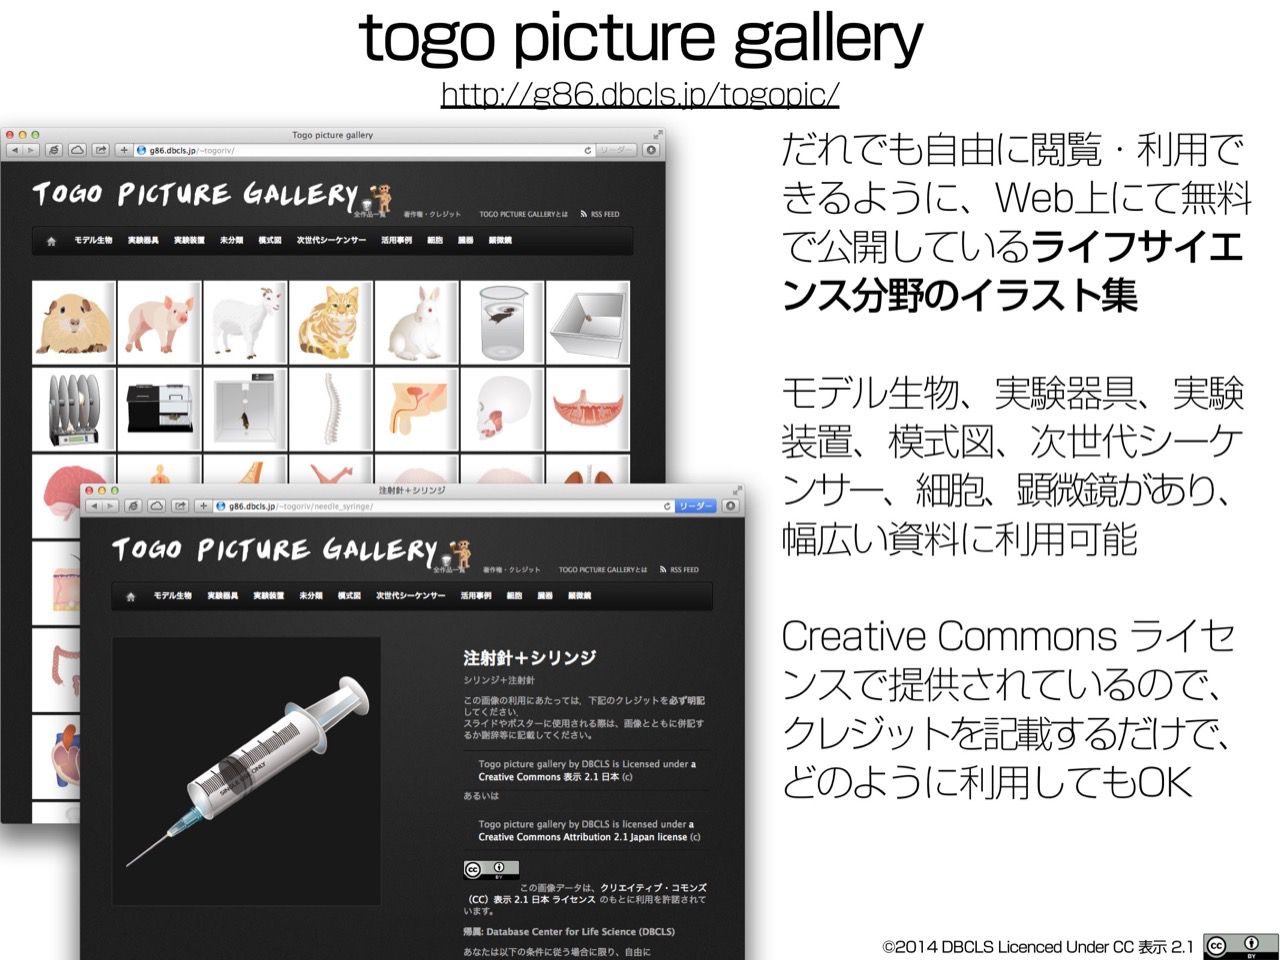 togo picture gallery
http://g86.dbcls.jp/togopic/
Togo picture gallery
g86.dbcls.jp/~togoriv/
リーダー
TOGO PICTURE GALLERY
全作品一覧 著作権・クレジット TOGO PICTURE GALLERYとは RSS FEED
モデル生物 実験器具 実験装置 未分類 模式図 次世代シーケンサー 活用事例 細胞 臓器 顕微鏡
注射針+シリンジ
g86.dbcls.jp/~togoriv/needle_syringe/
リーダー
TOGO PICTURE GALLERY
全作品一覧 著作権・クレジット TOGO PICTURE GALLERYとは RSS FEED
モデル生物 実験器具 実験装置 未分類 模式図 次世代シーケンサー 活用事例 細胞 臓器 顕微鏡
SINGLE USE ONLY
注射針+シリンジ
シリンジ+注射針
この画像の利用にあたっては，下記のクレジットを必ず明記
してください．
スライドやポスターに使用される際は、画像とともに併記す
るか謝辞等に記載してください。
Togo picture gallery by DBCLS is Licensed under a
Creative Commons 表示 2.1 日本 (c)
あるいは
Togo picture gallery by DBCLS is licensed under a
Creative Commons Attribution 2.1 Japan license (c)
cc BY
この画像データは、クリエイティブ・コモンズ
（CC）表示 2.1 日本 ライセンス のもとに利用を許諾されて
います。
帰属: Database Center for Life Science (DBCLS)
あなたは以下の条件に従う場合に限り、自由に
だれでも自由に閲覧・利用で
きるように、Web上にて無料
で公開しているライフサイエ
ンス分野のイラスト集
モデル生物、実験器具、実験
装置、模式図、次世代シーケ
ンサー、細胞、顕微鏡があり、
幅広い資料に利用可能
Creative Commons ライセ
ンスで提供されているので、
クレジットを記載するだけで、
どのように利用してもOK
©2014 DBCLS Licenced Under CC 表示 2.1
cc BY